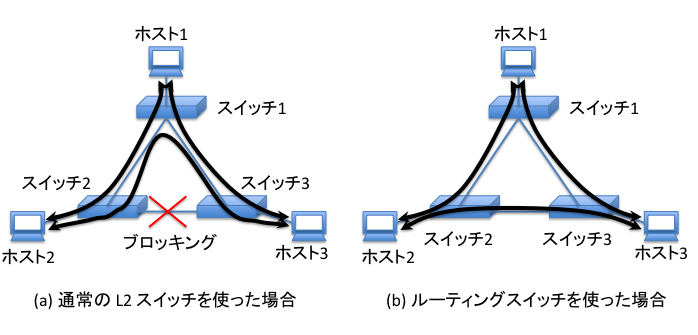 ホスト1
スイッチ1
スイッチ2
スイッチ3
ブロッキング
ホスト2
ホスト3
(a) 通常の L2 スイッチを使った場合
ホスト1
スイッチ1
スイッチ2
スイッチ3
ホスト2
ホスト3
(b) ルーティングスイッチを使った場合